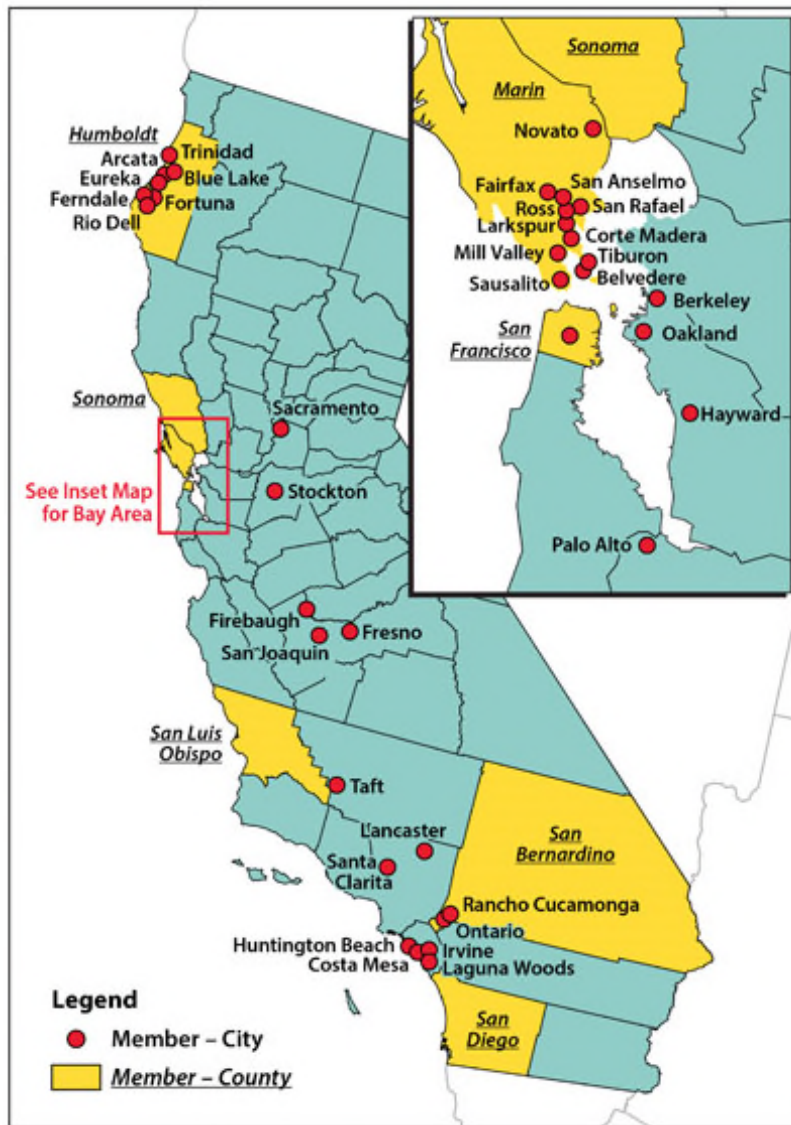 Humboldt
Arcata
Trinidad
Eureka
Blue Lake
Ferndale
Fortuna
Rio Dell
Sonoma
See Inset Map
for Bay Area
Sacramento
Stockton
Firebaugh
Fresno
San Joaquin
San Luis
Obispo
Taft
Lancaster
Santa
Clarita
San
Bernardino
Rancho Cucamonga
Ontario
Huntington Beach
Irvine
Costa Mesa
Laguna Woods
San
Diego
Legend
Member – City
Member – County
Sonoma
Marin
Novato
Fairfax
San Anselmo
Ross
San Rafael
Larkspur
Corte Madera
Mill Valley
Tiburon
Belvedere
Sausalito
Berkeley
San
Francisco
Oakland
Hayward
Palo Alto